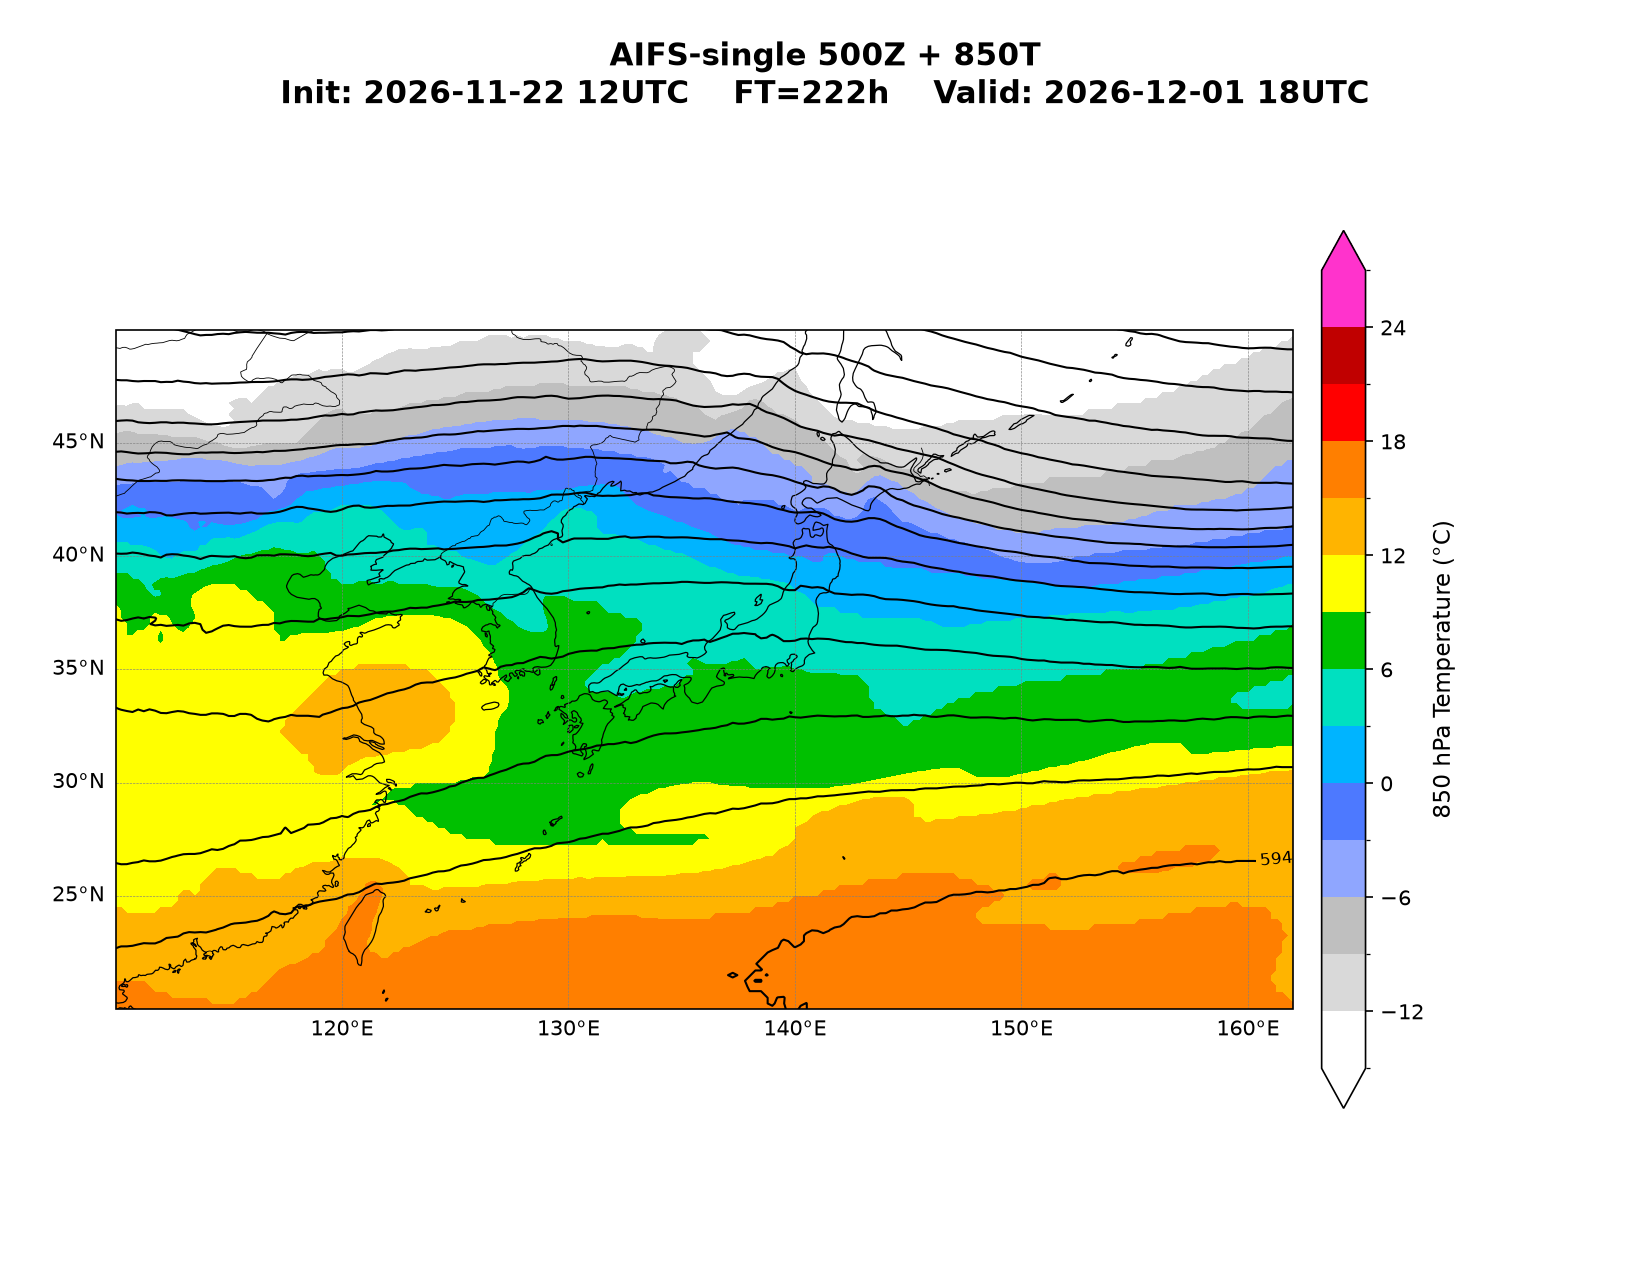 AIFS-single 500Z + 850T
Init: 2026-11-22 12UTC    FT=222h    Valid: 2026-12-01 18UTC
45°N
40°N
35°N
30°N
25°N
120°E
130°E
140°E
150°E
160°E
594
24
18
12
6
0
−6
−12
850 hPa Temperature (°C)